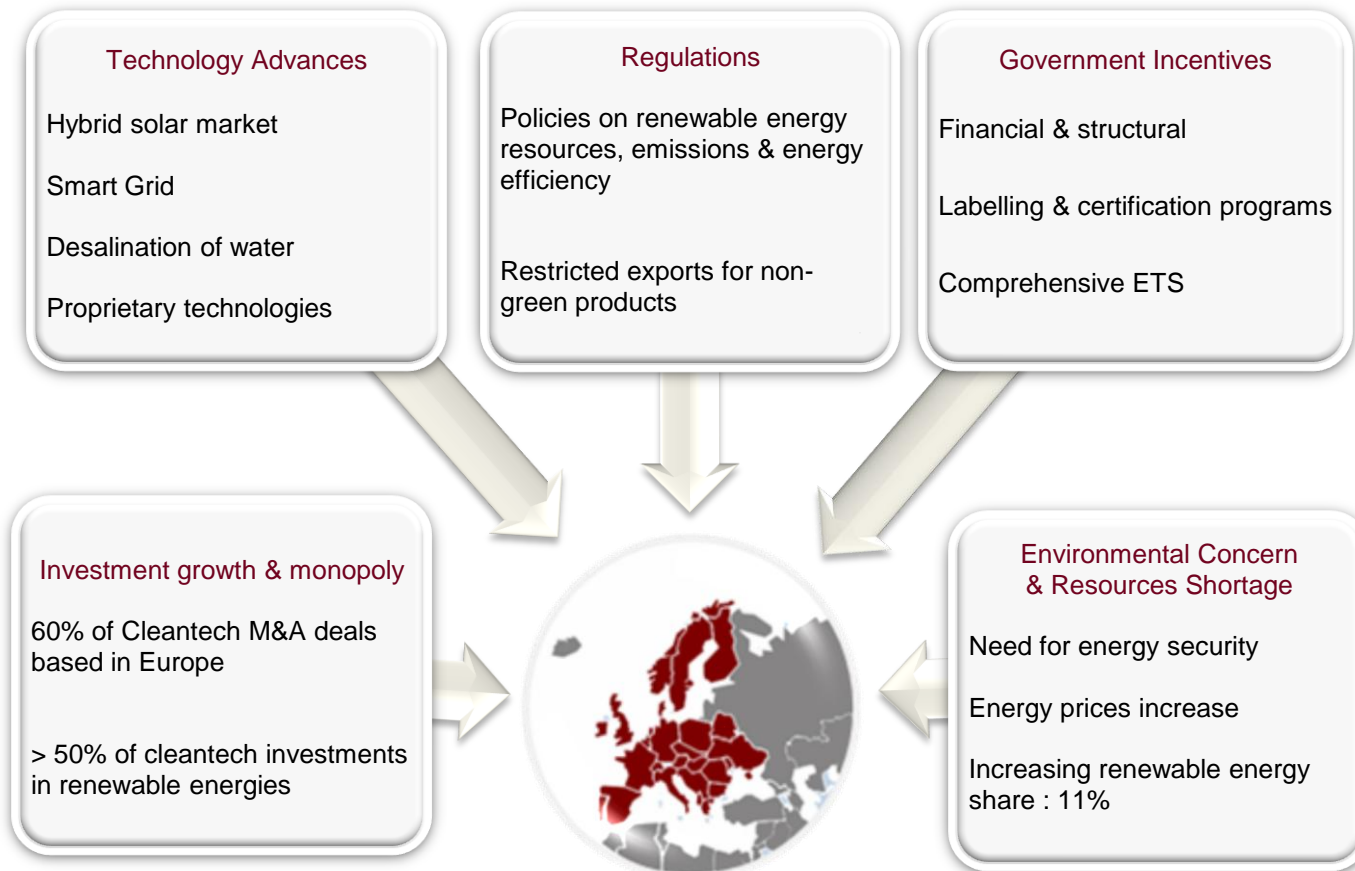 Technology Advances
Hybrid solar market
Smart Grid
Desalination of water
Proprietary technologies
Regulations
Policies on renewable energy
resources, emissions & energy
efficiency
Restricted exports for non-
green products
Government Incentives
Financial & structural
Labelling & certification programs
Comprehensive ETS
Investment growth & monopoly
60% of Cleantech M&A deals
based in Europe
> 50% of cleantech investments
in renewable energies
Environmental Concern
& Resources Shortage
Need for energy security
Energy prices increase
Increasing renewable energy
share : 11%